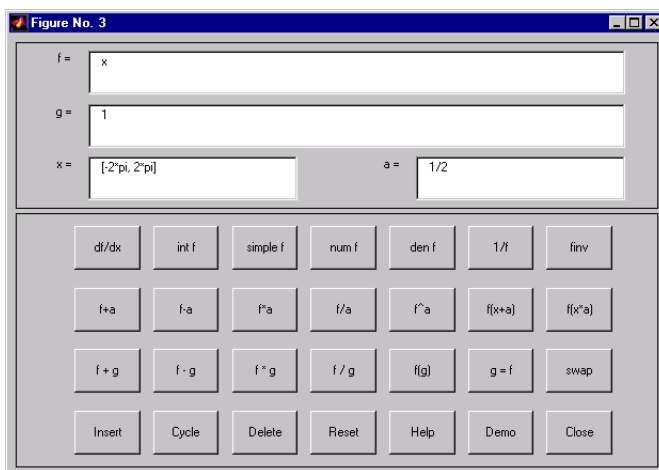 Figure No. 3
f = x
g = 1
x = [-2*pi, 2*pi] a = 1/2
df/dx int f simple f num f den f 1/f finv
f+a f-a f*a f/a f^a f(x+a) f(x*a)
f + g f - g f * g f / g f(g) g = f swap
Insert Cycle Delete Reset Help Demo Close